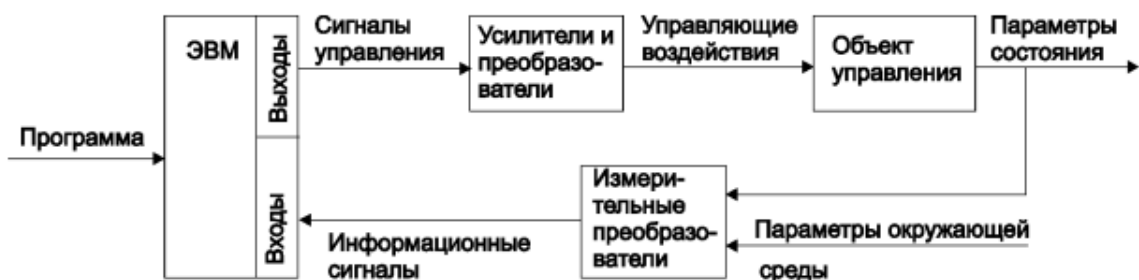 Программа
ЭВМ
Выходы
Входы
Сигналы
управления
Усилители и
преобразо-
ватели
Управляющие
воздействия
Объект
управления
Параметры
состояния
Измери-
тельные
преобразо-
ватели
Параметры окружающей
среды
Информационные
сигналы